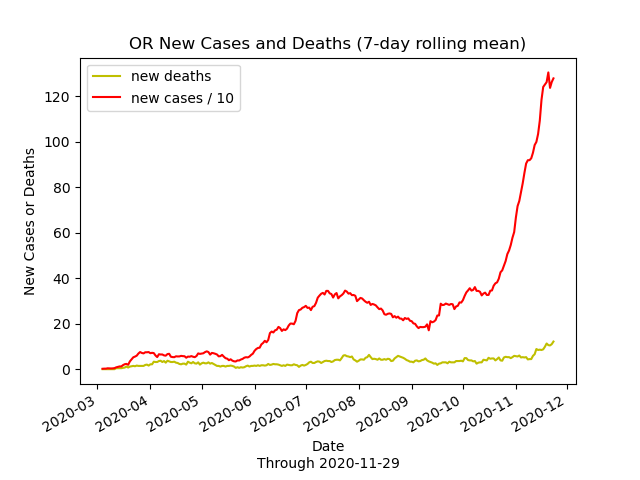 OR New Cases and Deaths (7-day rolling mean)
new deaths
new cases / 10
New Cases or Deaths
120
100
80
60
40
20
0
2020-03
2020-04
2020-05
2020-06
2020-07
2020-08
2020-09
2020-10
2020-11
2020-12
Date
Through 2020-11-29